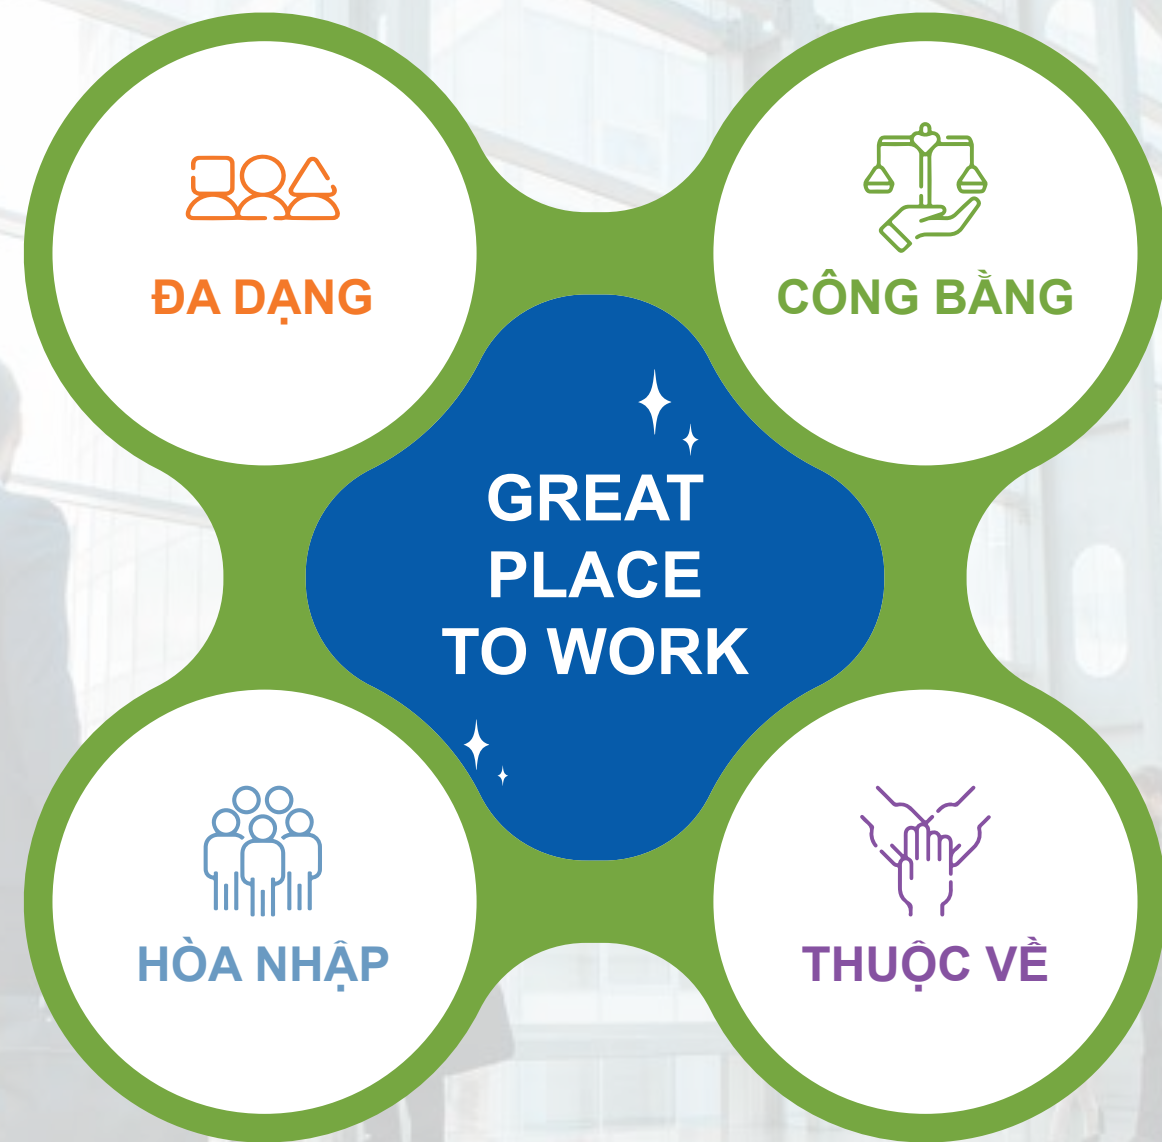 ĐA DẠNG
CÔNG BẰNG
GREAT
PLACE
TO WORK
HÒA NHẬP
THUỘC VỀ